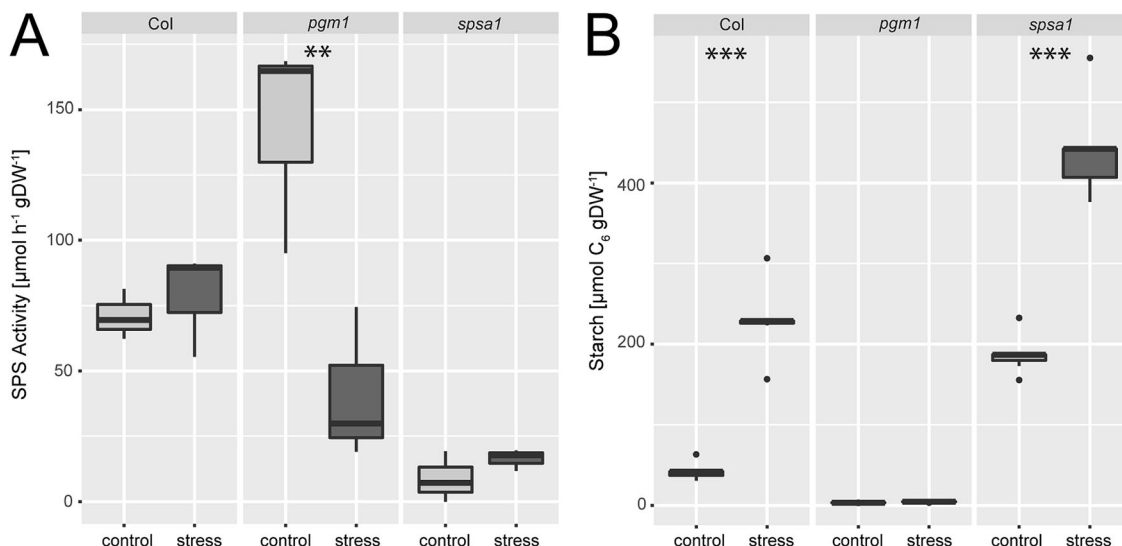 A
Col pgm1 spsa1
**
SPS Activity [µmol h⁻¹ gDW⁻¹]
150
100
50
0
control stress control stress control stress
B
Col pgm1 spsa1
*** ***
Starch [µmol C₆ gDW⁻¹]
400
200
0
control stress control stress control stress